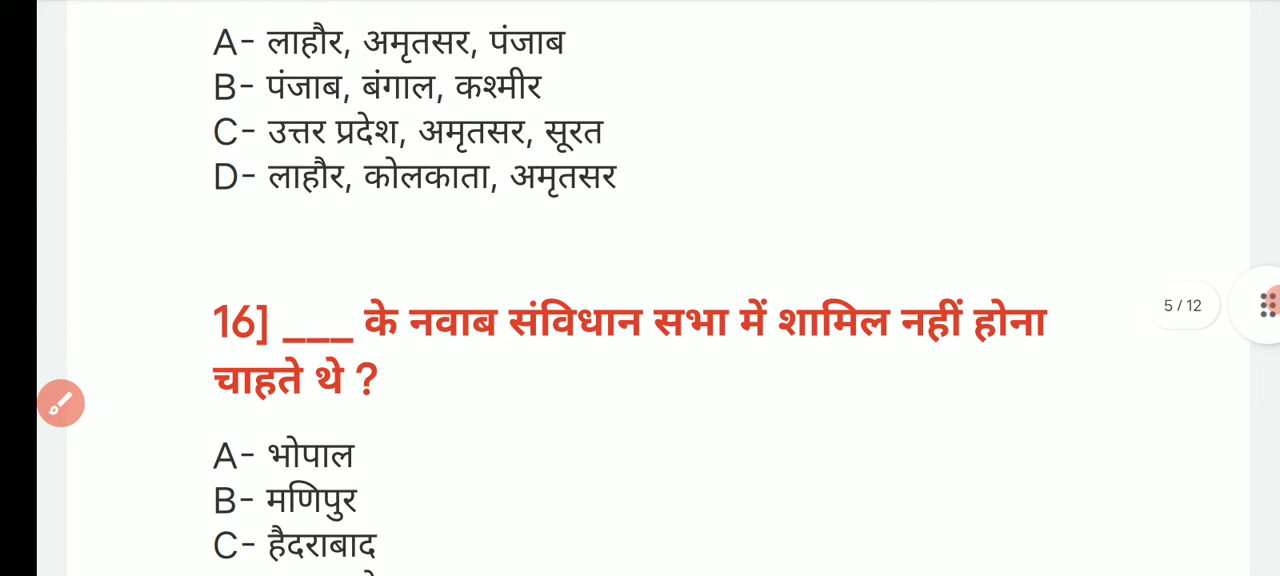 A- लाहौर, अमृतसर, पंजाब
B- पंजाब, बंगाल, कश्मीर
C- उत्तर प्रदेश, अमृतसर, सूरत
D- लाहौर, कोलकाता, अमृतसर
16] ___ के नवाब संविधान सभा में शामिल नहीं होना
5 / 12
चाहते थे ?
A- भोपाल
B- मणिपुर
C- हैदराबाद